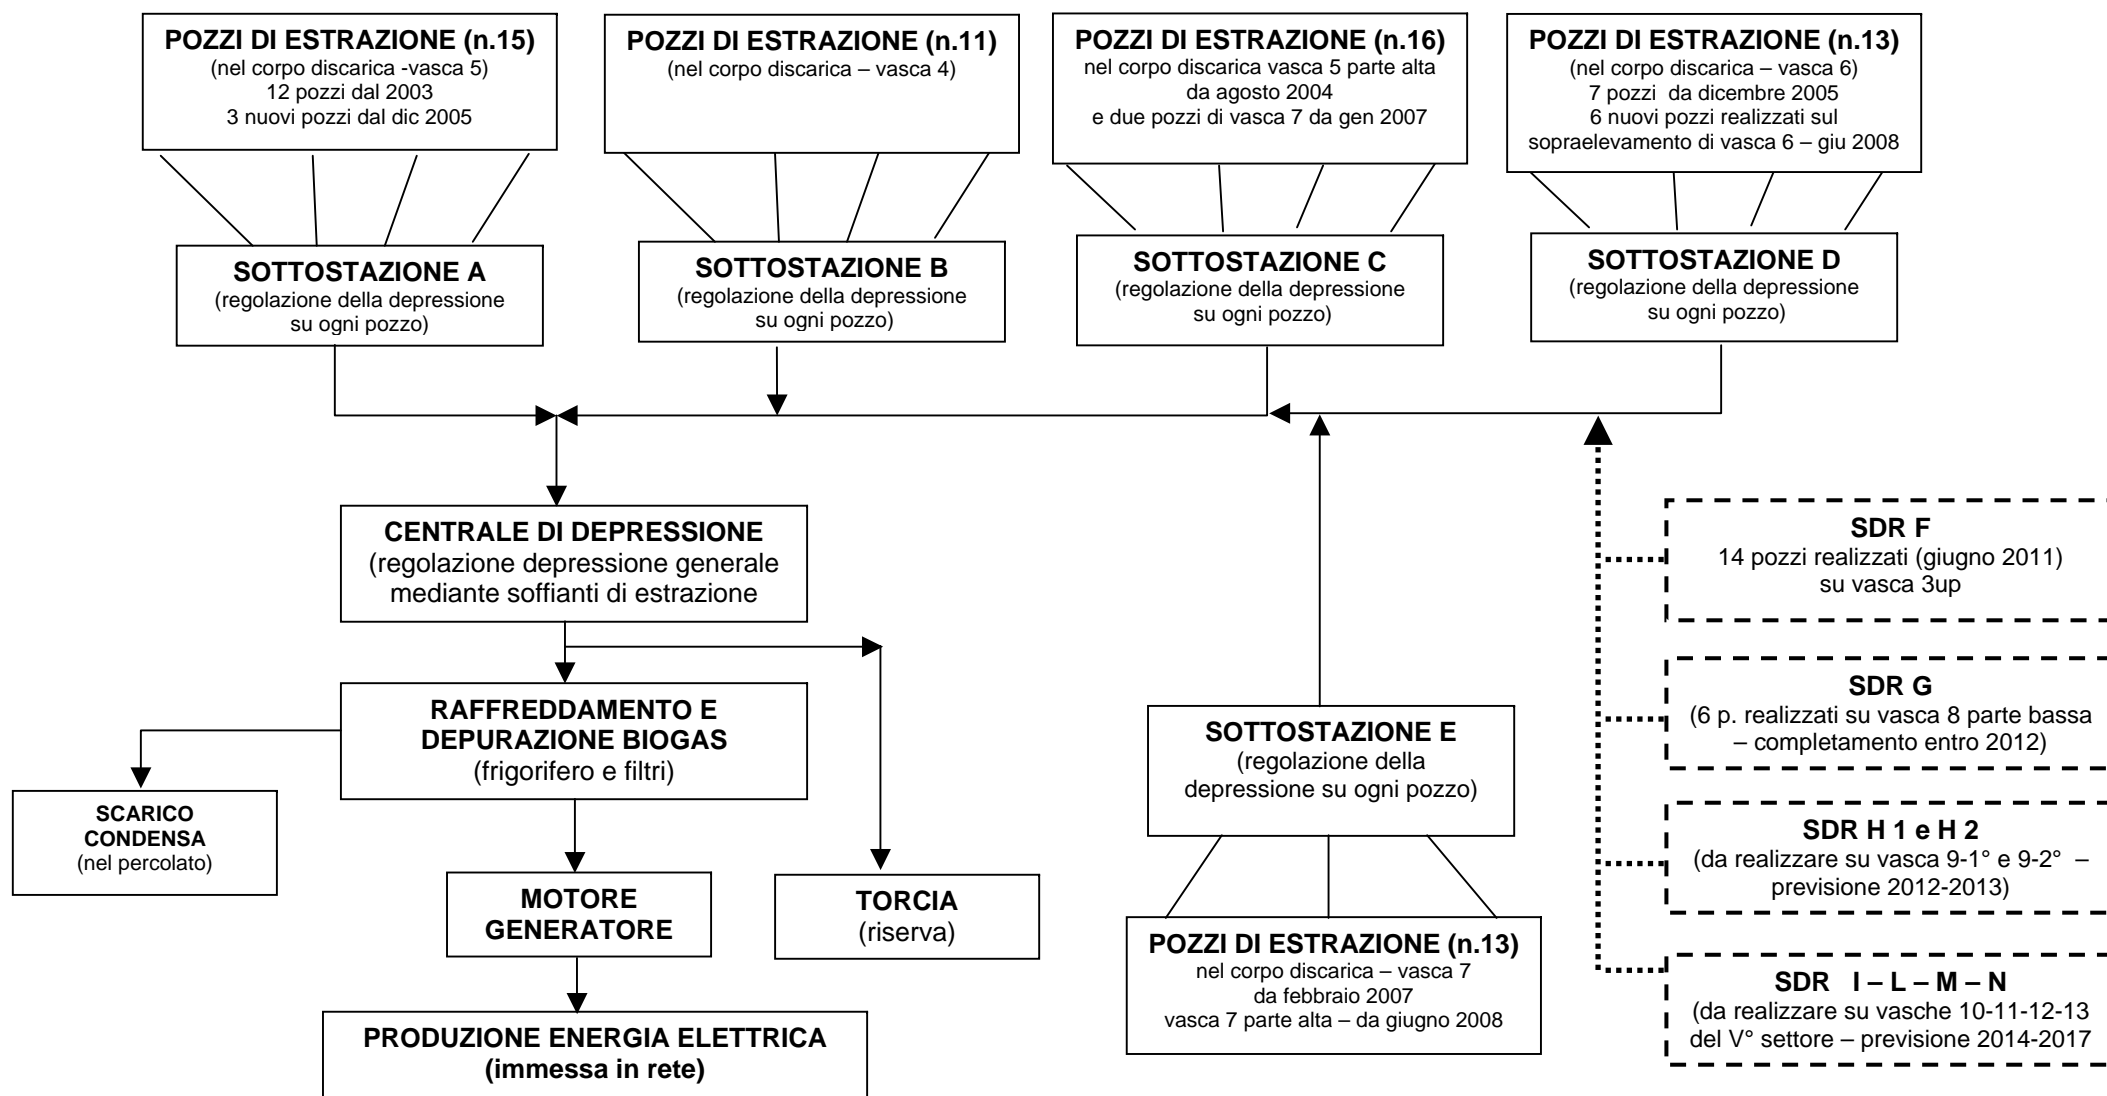 POZZI DI ESTRAZIONE (n.15)
(nel corpo discarica -vasca 5)
12 pozzi dal 2003
3 nuovi pozzi dal dic 2005
POZZI DI ESTRAZIONE (n.11)
(nel corpo discarica – vasca 4)
POZZI DI ESTRAZIONE (n.16)
nel corpo discarica vasca 5 parte alta
da agosto 2004
e due pozzi di vasca 7 da gen 2007
POZZI DI ESTRAZIONE (n.13)
(nel corpo discarica – vasca 6)
7 pozzi da dicembre 2005
6 nuovi pozzi realizzati sul
sopraelevamento di vasca 6 – giu 2008
SOTTOSTAZIONE A
(regolazione della depressione
su ogni pozzo)
SOTTOSTAZIONE B
(regolazione della depressione
su ogni pozzo)
SOTTOSTAZIONE C
(regolazione della depressione
su ogni pozzo)
SOTTOSTAZIONE D
(regolazione della depressione
su ogni pozzo)
CENTRALE DI DEPRESSIONE
(regolazione depressione generale
mediante soffianti di estrazione
RAFFREDDAMENTO E
DEPURAZIONE BIOGAS
(frigorifero e filtri)
SCARICO
CONDENSA
(nel percolato)
MOTORE
GENERATORE
TORCIA
(riserva)
PRODUZIONE ENERGIA ELETTRICA
(immessa in rete)
SOTTOSTAZIONE E
(regolazione della
depressione su ogni pozzo)
POZZI DI ESTRAZIONE (n.13)
nel corpo discarica – vasca 7
da febbraio 2007
vasca 7 parte alta – da giugno 2008
SDR F
14 pozzi realizzati (giugno 2011)
su vasca 3up
SDR G
(6 p. realizzati su vasca 8 parte bassa
– completamento entro 2012)
SDR H 1 e H 2
(da realizzare su vasca 9-1° e 9-2° –
previsione 2012-2013)
SDR I – L – M – N
(da realizzare su vasche 10-11-12-13
del V° settore – previsione 2014-2017